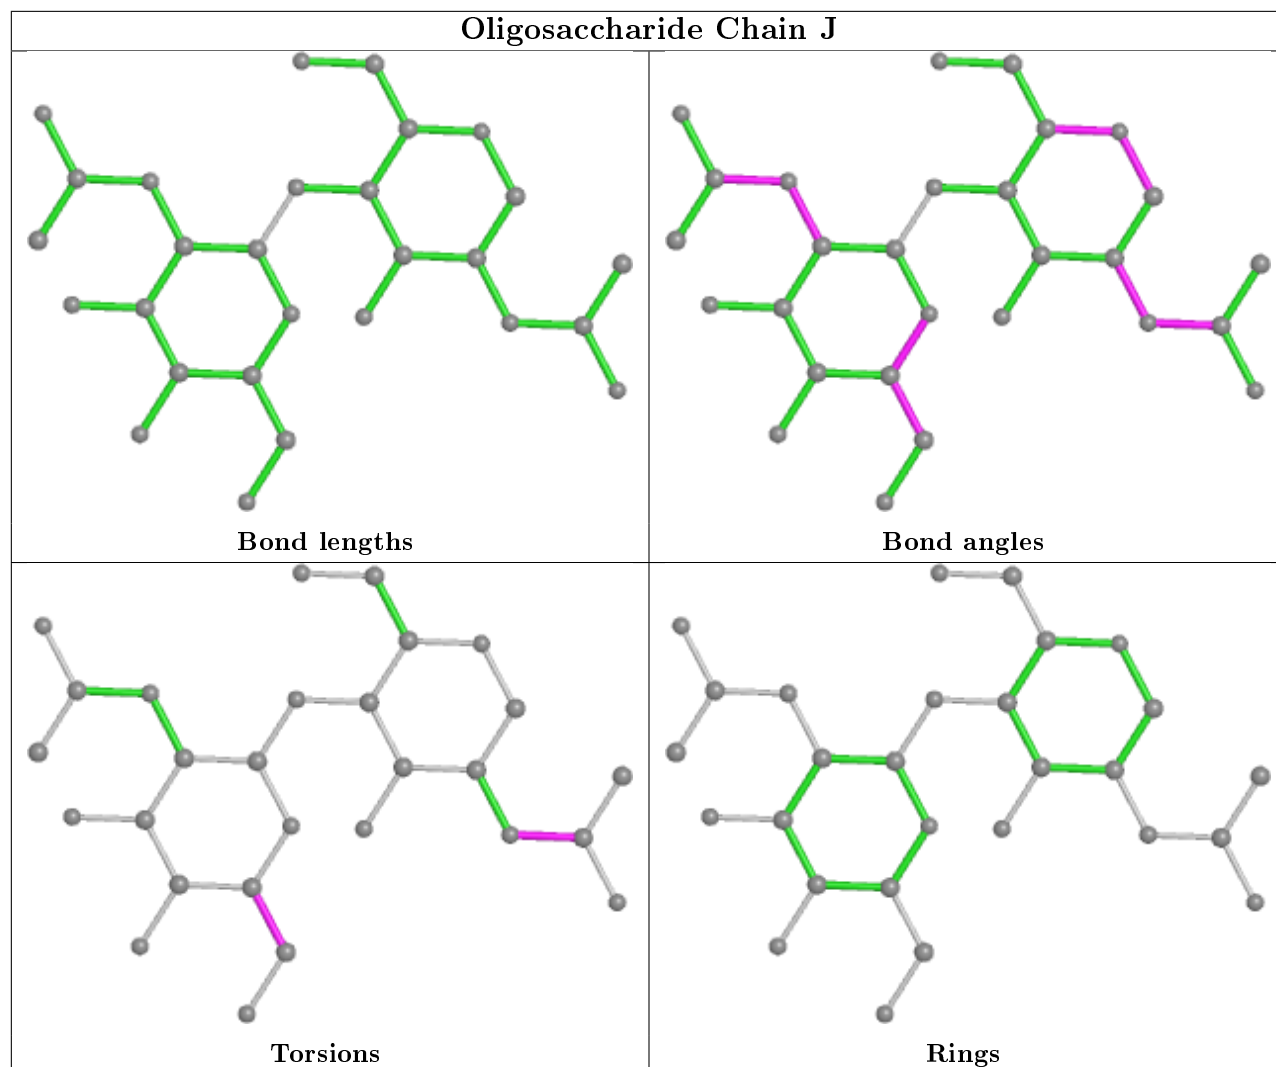 Oligosaccharide Chain J
Bond lengths
Bond angles
Torsions
Rings